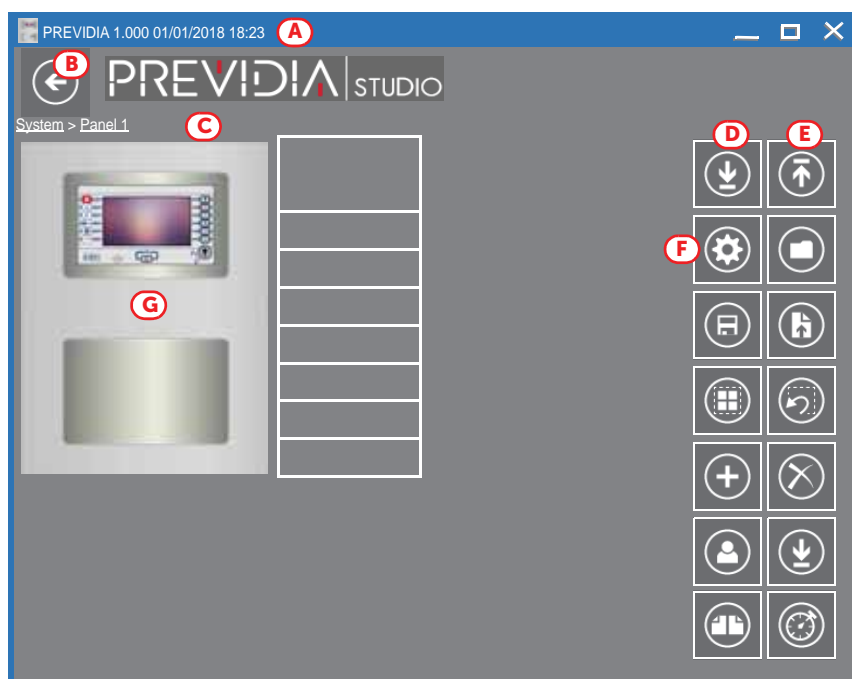 PREVIDIA 1.000 01/01/2018 18:23 A
B
PREVIDIA STUDIO
System > Panel 1 C
D E
F
G